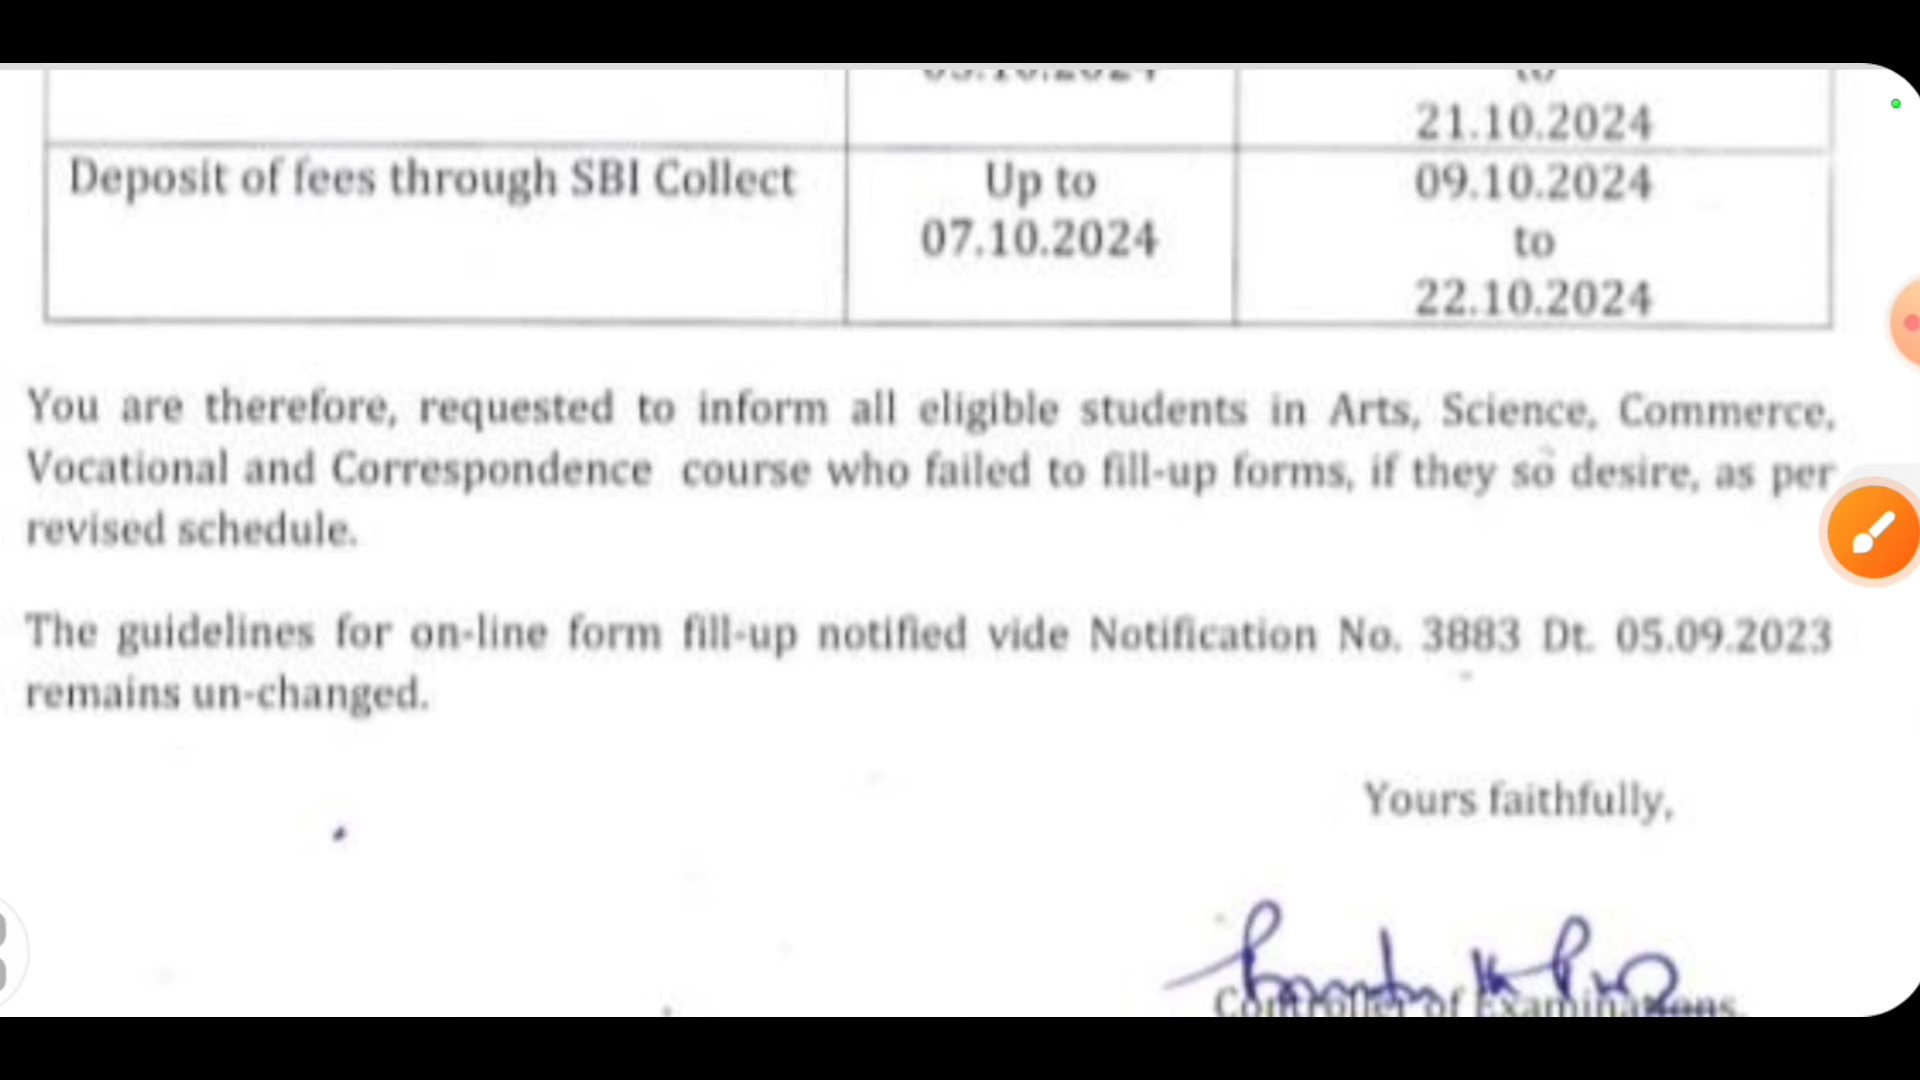 to
21.10.2024
Deposit of fees through SBI Collect
Up to
07.10.2024
09.10.2024
to
22.10.2024
You are therefore, requested to inform all eligible students in Arts, Science, Commerce,
Vocational and Correspondence course who failed to fill-up forms, if they so desire, as per
revised schedule.
The guidelines for on-line form fill-up notified vide Notification No. 3883 Dt. 05.09.2023
remains un-changed.
Yours faithfully,
Controller of Examinations.